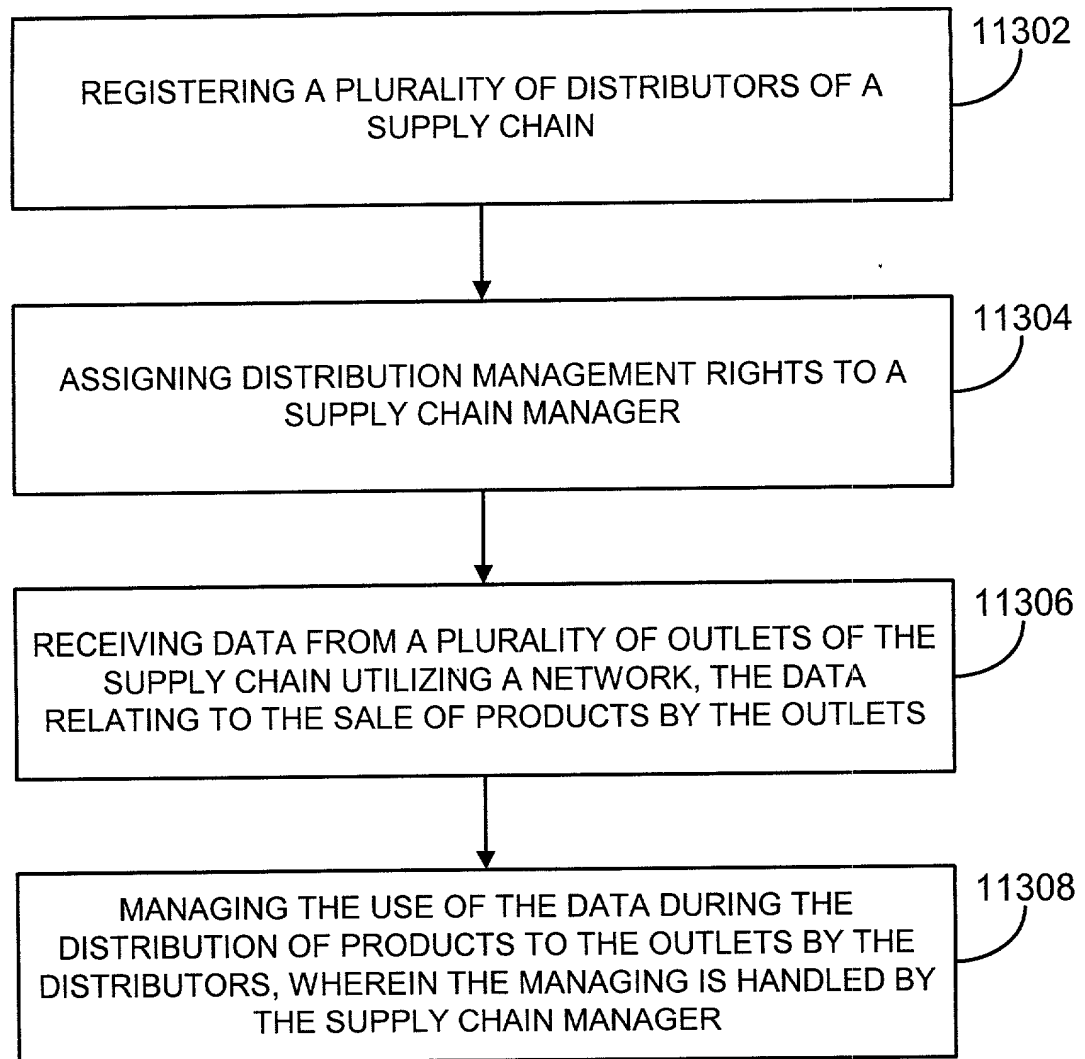 11302
REGISTERING A PLURALITY OF DISTRIBUTORS OF A
SUPPLY CHAIN
11304
ASSIGNING DISTRIBUTION MANAGEMENT RIGHTS TO A
SUPPLY CHAIN MANAGER
11306
RECEIVING DATA FROM A PLURALITY OF OUTLETS OF THE
SUPPLY CHAIN UTILIZING A NETWORK, THE DATA
RELATING TO THE SALE OF PRODUCTS BY THE OUTLETS
11308
MANAGING THE USE OF THE DATA DURING THE
DISTRIBUTION OF PRODUCTS TO THE OUTLETS BY THE
DISTRIBUTORS, WHEREIN THE MANAGING IS HANDLED BY
THE SUPPLY CHAIN MANAGER